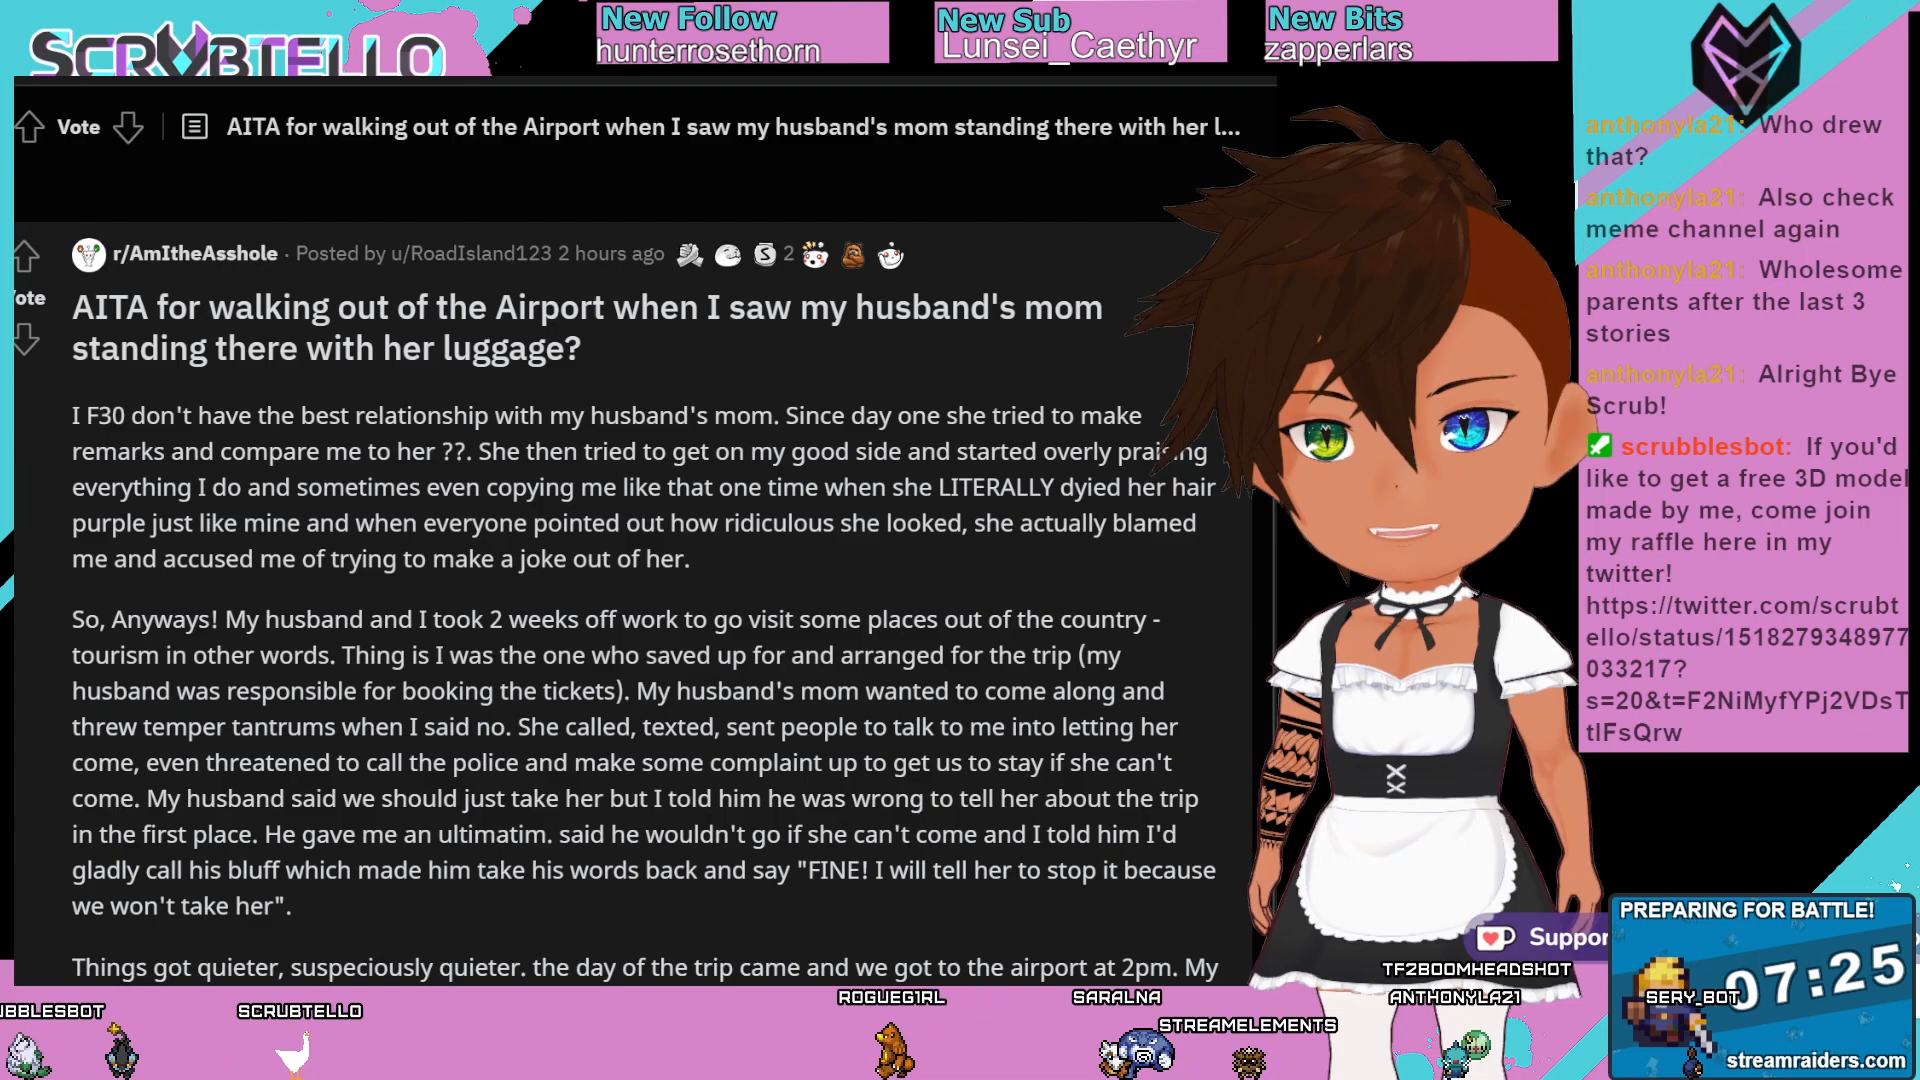 SCRUBTELLO
New Follow
hunterrosethorn
New Sub
Lunsei_Caethyr
New Bits
zapperlars
Vote
AITA for walking out of the Airport when I saw my husband's mom standing there with her l...
r/AmItheAsshole · Posted by u/RoadIsland123 2 hours ago
2
ote
AITA for walking out of the Airport when I saw my husband's mom
standing there with her luggage?
I F30 don't have the best relationship with my husband's mom. Since day one she tried to make
remarks and compare me to her ??. She then tried to get on my good side and started overly praising
everything I do and sometimes even copying me like that one time when she LITERALLY dyied her hair
purple just like mine and when everyone pointed out how ridiculous she looked, she actually blamed
me and accused me of trying to make a joke out of her.
So, Anyways! My husband and I took 2 weeks off work to go visit some places out of the country -
tourism in other words. Thing is I was the one who saved up for and arranged for the trip (my
husband was responsible for booking the tickets). My husband's mom wanted to come along and
threw temper tantrums when I said no. She called, texted, sent people to talk to me into letting her
come, even threatened to call the police and make some complaint up to get us to stay if she can't
come. My husband said we should just take her but I told him he was wrong to tell her about the trip
in the first place. He gave me an ultimatim. said he wouldn't go if she can't come and I told him I'd
gladly call his bluff which made him take his words back and say "FINE! I will tell her to stop it because
we won't take her".
Things got quieter, suspeciously quieter. the day of the trip came and we got to the airport at 2pm. My
anthonyla21: Who drew
that?
anthonyla21: Also check
meme channel again
anthonyla21: Wholesome
parents after the last 3
stories
anthonyla21: Alright Bye
Scrub!
scrubblesbot: If you'd
like to get a free 3D model
made by me, come join
my raffle here in my
twitter!
https://twitter.com/scrubt
ello/status/1518279348977
033217?
s=20&t=F2NiMyfYPj2VDsT
tlFsQrw
Suppor
PREPARING FOR BATTLE!
07:25
SERY_BOT
streamraiders.com
UBBLESBOT
SCRUBTELLO
ROGUEG1RL
SARALNA
STREAMELEMENTS
TF2BOOMHEADSHOT
ANTHONYLA21